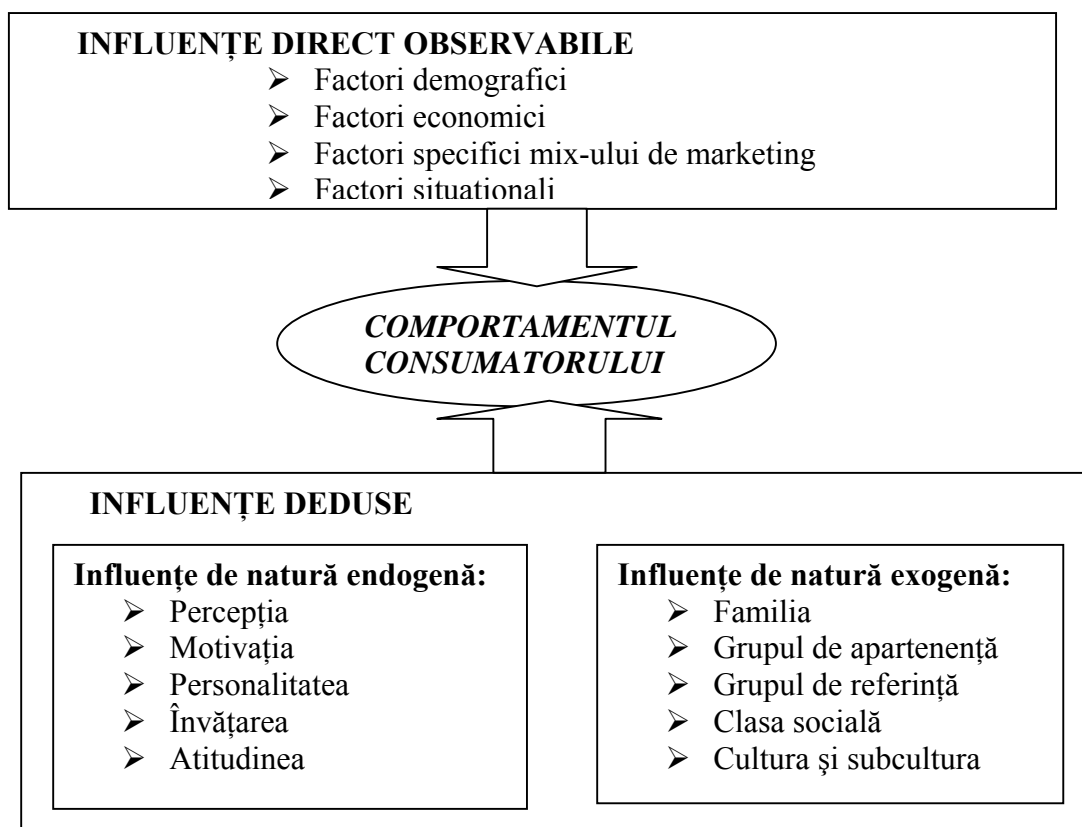 INFLUENȚE DIRECT OBSERVABILE
➢ Factori demografici
➢ Factori economici
➢ Factori specifici mix-ului de marketing
➢ Factori situaționali
COMPORTAMENTUL
CONSUMATORULUI
INFLUENȚE DEDUSE
Influențe de natură endogenă:
➢ Percepția
➢ Motivația
➢ Personalitatea
➢ Învățarea
➢ Atitudinea
Influențe de natură exogenă:
➢ Familia
➢ Grupul de apartenență
➢ Grupul de referință
➢ Clasa socială
➢ Cultura şi subcultura